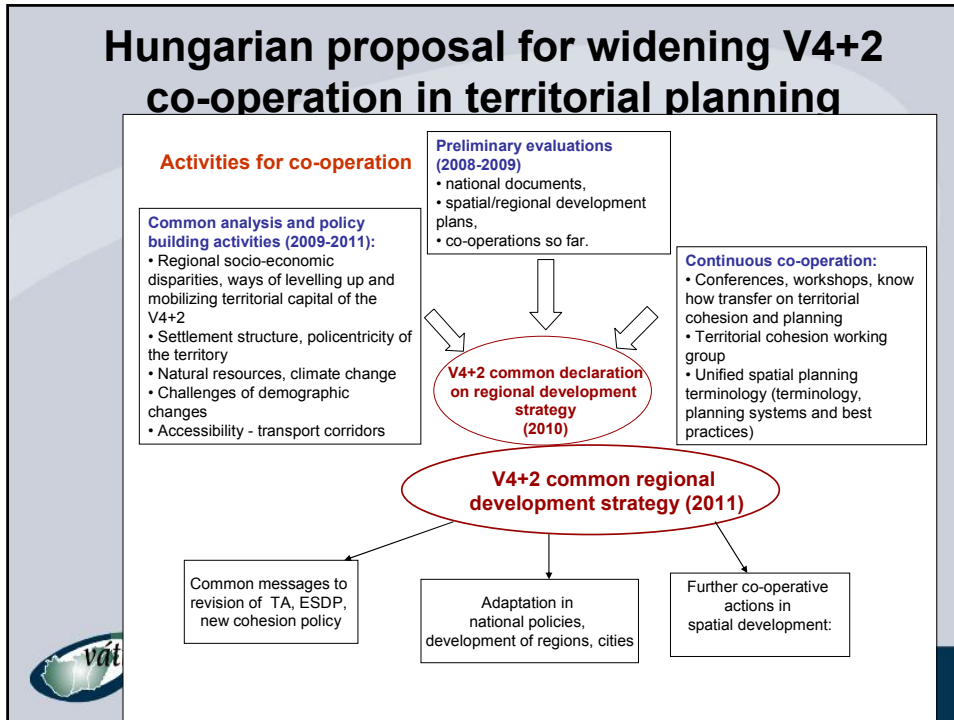 Hungarian proposal for widening V4+2
co-operation in territorial planning
Activities for co-operation
Preliminary evaluations
(2008-2009)
• national documents,
• spatial/regional development
plans,
• co-operations so far.
Common analysis and policy
building activities (2009-2011):
• Regional socio-economic
disparities, ways of levelling up and
mobilizing territorial capital of the
V4+2
• Settlement structure, policentricity of
the territory
• Natural resources, climate change
• Challenges of demographic
changes
• Accessibility - transport corridors
Continuous co-operation:
• Conferences, workshops, know
how transfer on territorial
cohesion and planning
• Territorial cohesion working
group
• Unified spatial planning
terminology (terminology,
planning systems and best
practices)
V4+2 common declaration
on regional development
strategy
(2010)
V4+2 common regional
development strategy (2011)
Common messages to
revision of TA, ESDP,
new cohesion policy
Adaptation in
national policies,
development of regions, cities
Further co-operative
actions in
spatial development:
vát